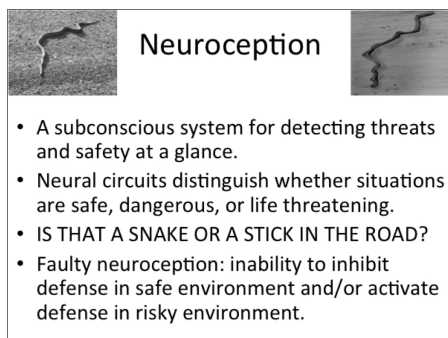 Neuroception
• A subconscious system for detecting threats
and safety at a glance.
• Neural circuits distinguish whether situations
are safe, dangerous, or life threatening.
• IS THAT A SNAKE OR A STICK IN THE ROAD?
• Faulty neuroception: inability to inhibit
defense in safe environment and/or activate
defense in risky environment.